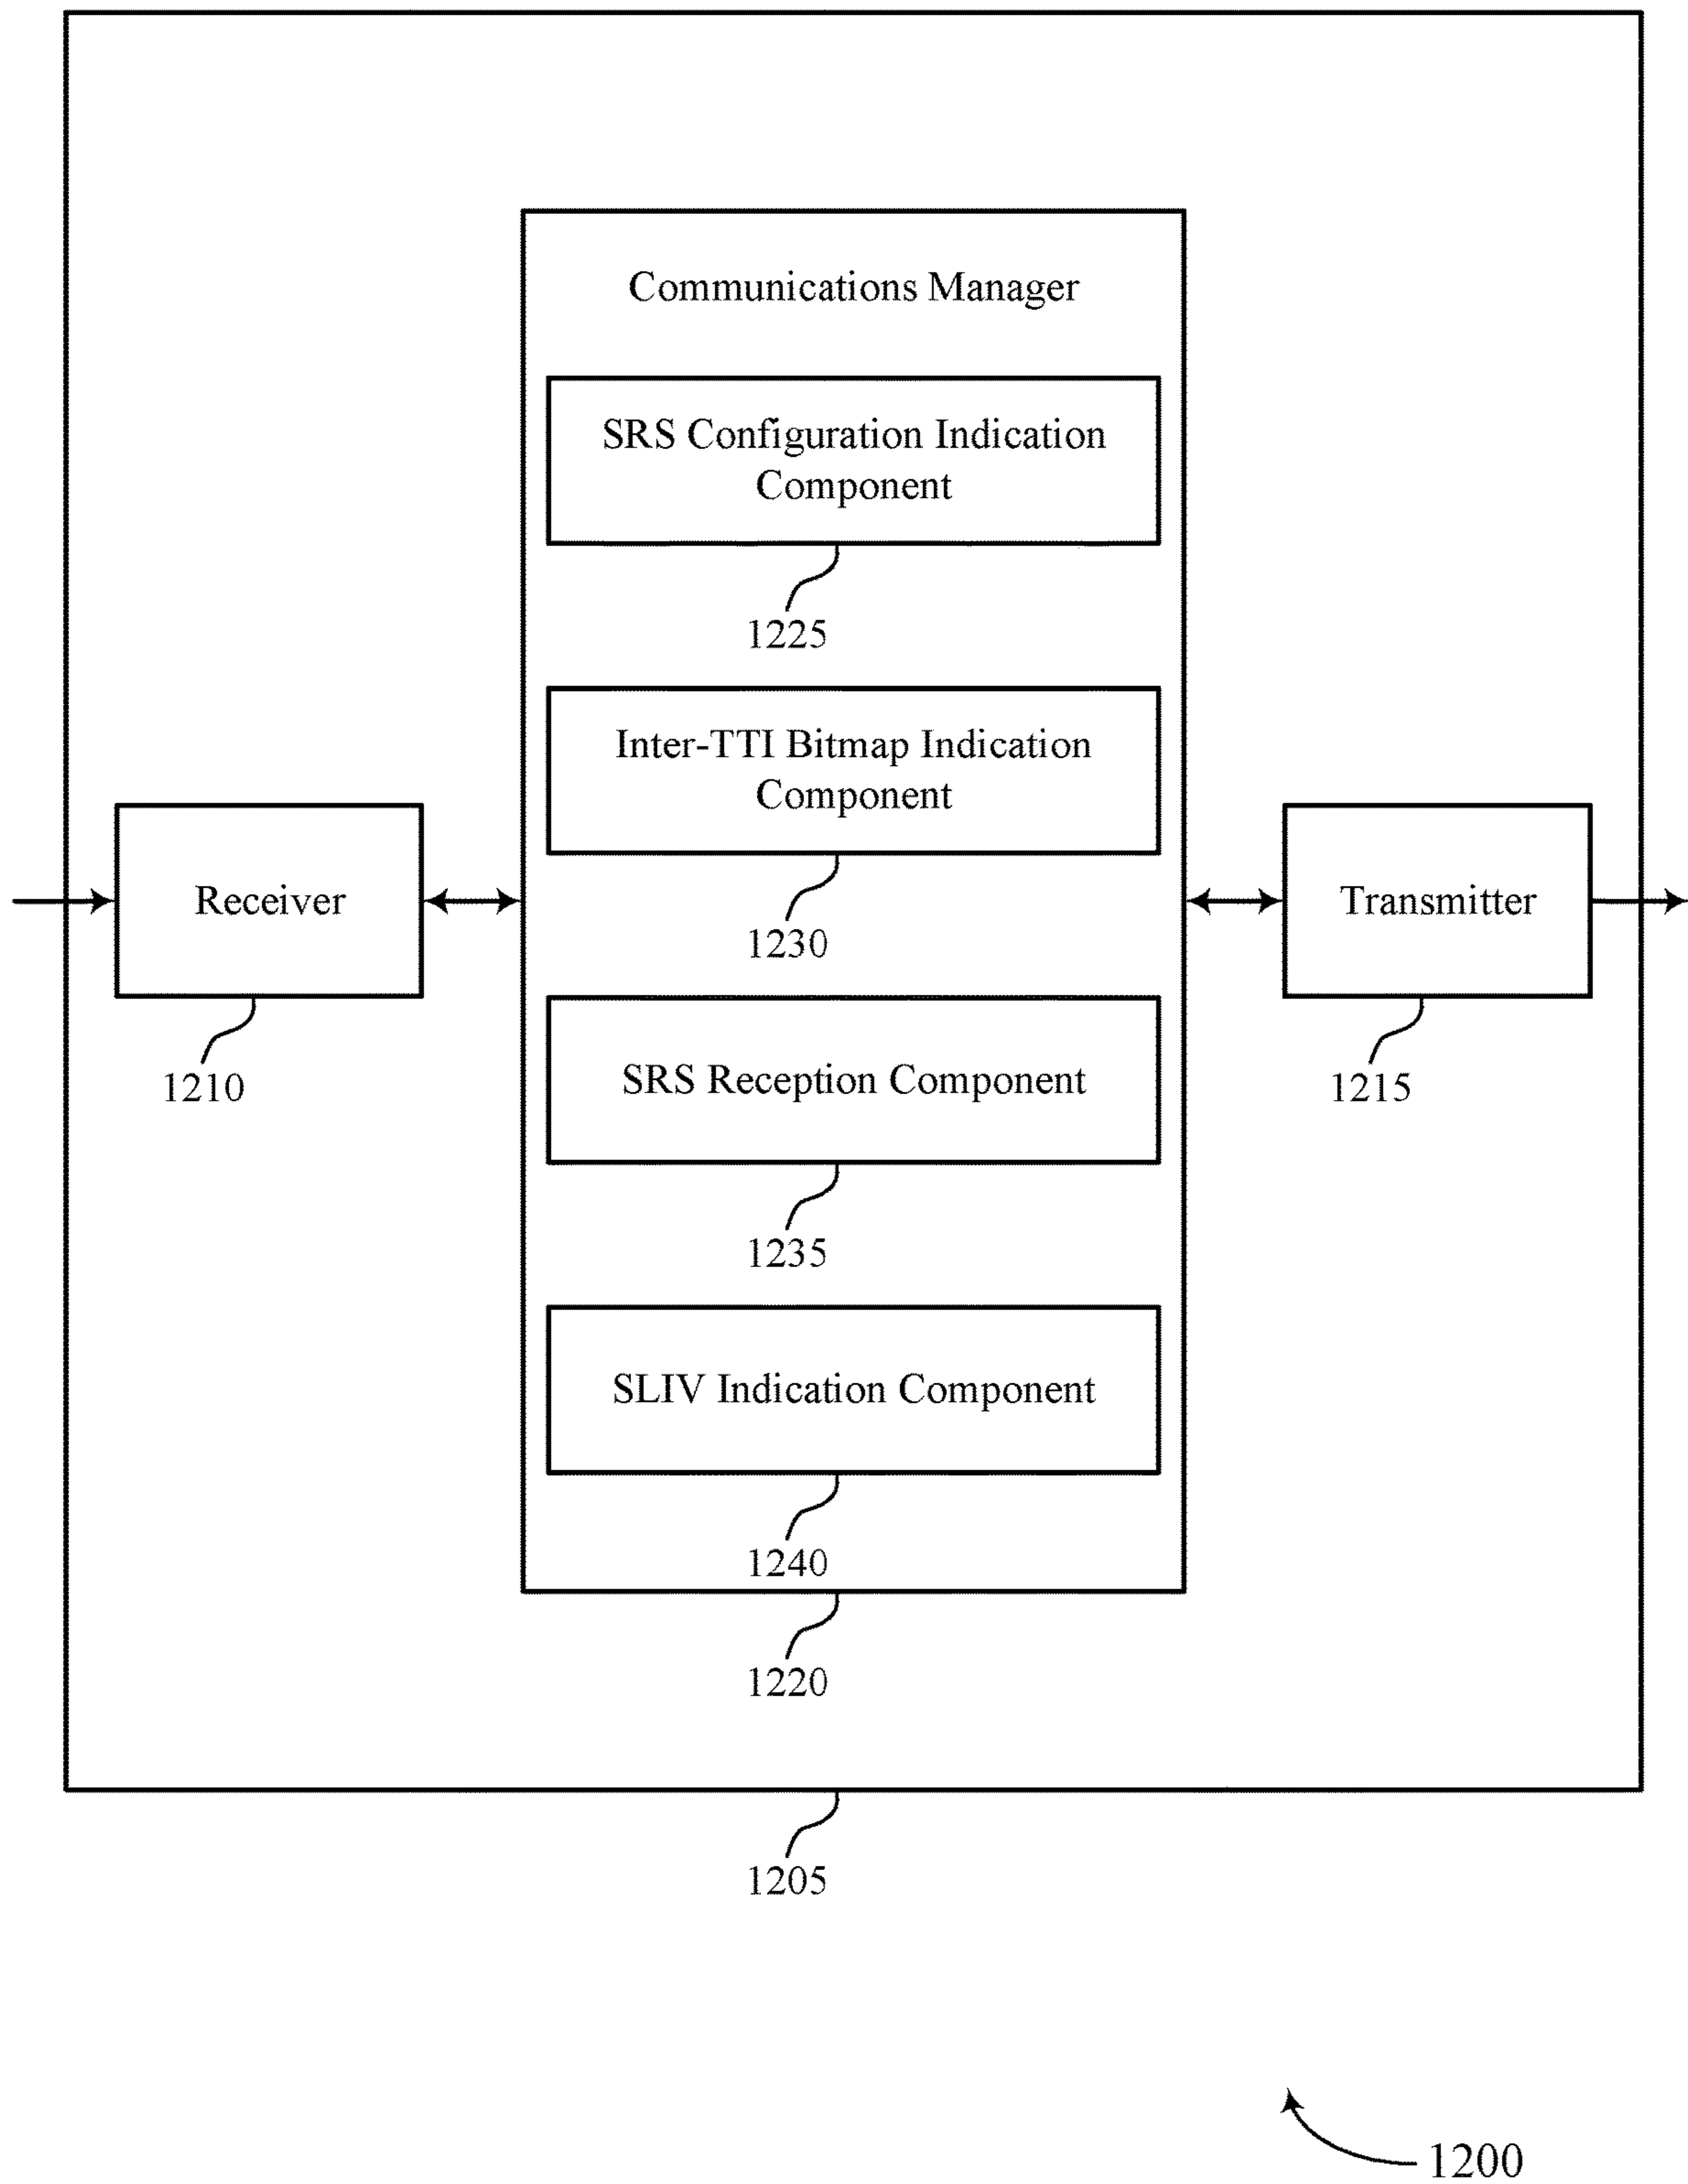 Communications Manager
SRS Configuration Indication
Component
1225
Inter-TTI Bitmap Indication
Component
1230
Receiver
1210
Transmitter
1215
SRS Reception Component
1235
SLIV Indication Component
1240
1220
1205
1200